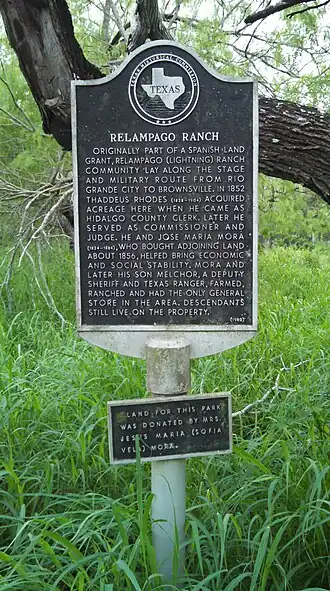 TEXAS HISTORICAL COMMISSION
TEXAS
RELAMPAGO RANCH
ORIGINALLY PART OF A SPANISH LAND
GRANT, RELAMPAGO (LIGHTNING) RANCH
COMMUNITY LAY ALONG THE STAGE
AND MILITARY ROUTE FROM RIO
GRANDE CITY TO BROWNSVILLE. IN 1852
THADDEUS RHODES ACQUIRED
ACREAGE HERE WHEN HE CAME AS
HIDALGO COUNTY CLERK. LATER HE
SERVED AS COMMISSIONER AND
JUDGE. HE AND JOSE MARIA MORA
, WHO BOUGHT ADJOINING LAND
ABOUT 1856, HELPED BRING ECONOMIC
AND SOCIAL STABILITY. MORA AND
LATER HIS SON MELCHOR, A DEPUTY
SHERIFF AND TEXAS RANGER, FARMED,
RANCHED AND HAD THE ONLY GENERAL
STORE IN THE AREA. DESCENDANTS
STILL LIVE ON THE PROPERTY.
LAND FOR THIS PARK
WAS DONATED BY MRS.
JESUS MARIA (SOFIA
VELA) MORA.